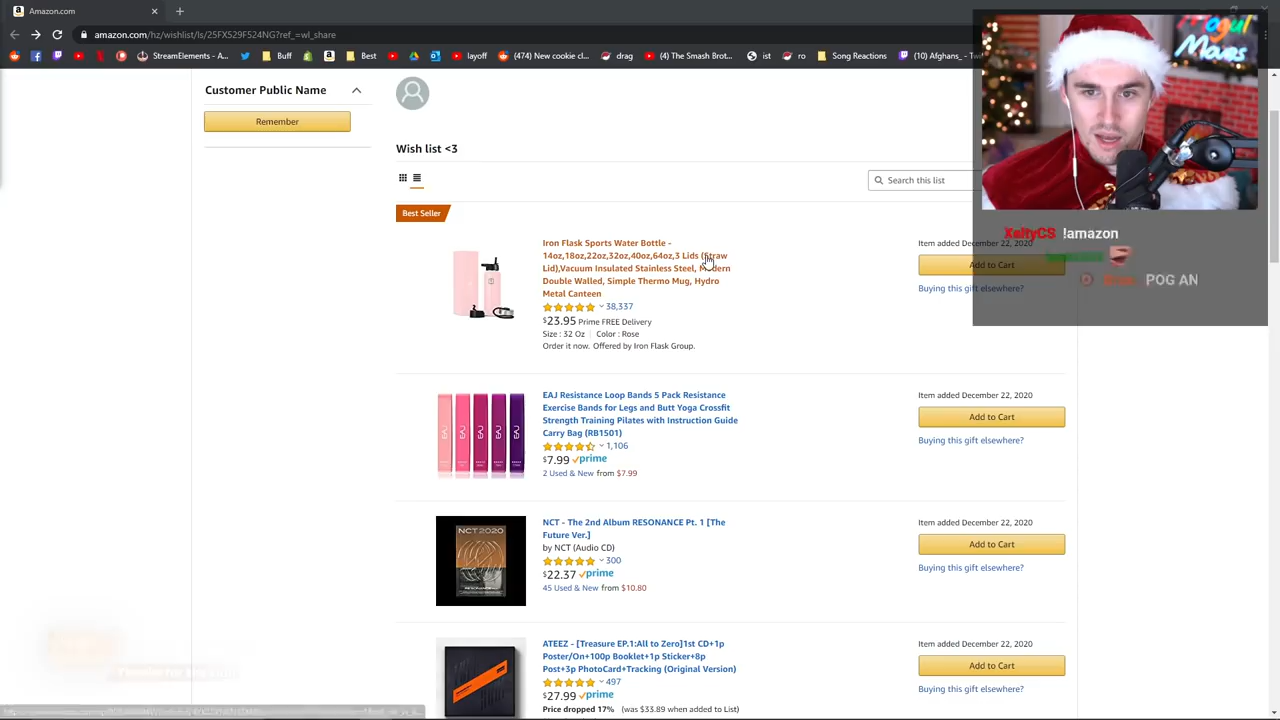 Amazon.com
amazon.com/hz/wishlist/ls/25FX529F524NG?ref_=wl_share
StreamElements - ...
Buff
Best
layoff
(474) New cookie cl...
drag
(4) The Smash Brot...
ist
ro
Song Reactions
(10) Afghans_ - Twi
Mogul
Moves
Customer Public Name
Remember
Wish list <3
Search this list
XeltyCS !amazon
POG AN
Best Seller
Iron Flask Sports Water Bottle -
14oz,18oz,22oz,32oz,40oz,64oz,3 Lids (Straw
Lid),Vacuum Insulated Stainless Steel, Modern
Double Walled, Simple Thermo Mug, Hydro
Metal Canteen
38,337
$23.95 Prime FREE Delivery
Size : 32 Oz | Color : Rose
Order it now. Offered by Iron Flask Group.
Item added December 22, 2020
Add to Cart
Buying this gift elsewhere?
EAJ Resistance Loop Bands 5 Pack Resistance
Exercise Bands for Legs and Butt Yoga Crossfit
Strength Training Pilates with Instruction Guide
Carry Bag (RB1501)
1,106
$7.99 prime
2 Used & New from $7.99
Item added December 22, 2020
Add to Cart
Buying this gift elsewhere?
NCT 2020
NCT - The 2nd Album RESONANCE Pt. 1 [The
Future Ver.]
by NCT (Audio CD)
300
$22.37 prime
45 Used & New from $10.80
Item added December 22, 2020
Add to Cart
Buying this gift elsewhere?
ATEEZ - [Treasure EP.1:All to Zero]1st CD+1p
Poster/On+100p Booklet+1p Sticker+8p
Post+3p PhotoCard+Tracking (Original Version)
497
$27.99 prime
Price dropped 17% (was $33.89 when added to List)
Item added December 22, 2020
Add to Cart
Buying this gift elsewhere?